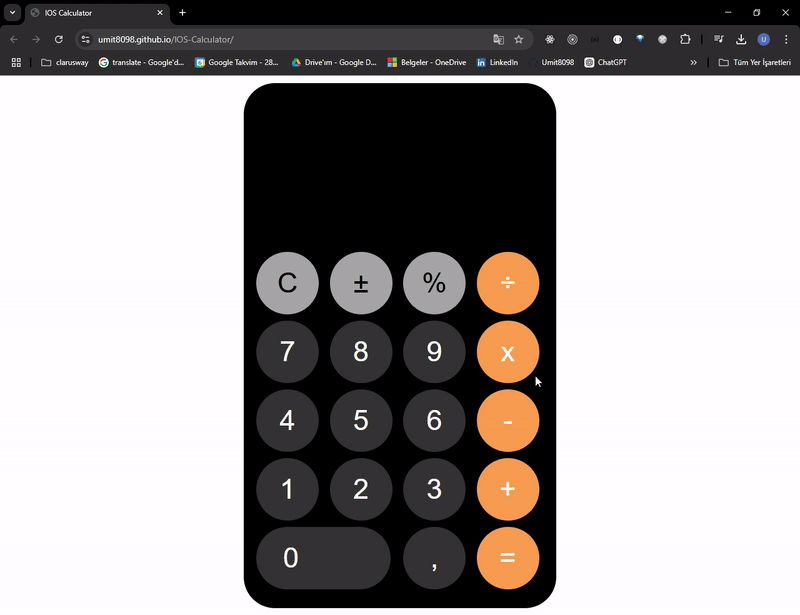 IOS Calculator
umit8098.github.io/IOS-Calculator/
clarusway translate - Google'd... Google Takvim - 28... Drive'ım - Google D... Belgeler - OneDrive LinkedIn Umit8098 ChatGPT » Tüm Yer İşaretleri
C ± % ÷
7 8 9 x
4 5 6 -
1 2 3 +
0 , =